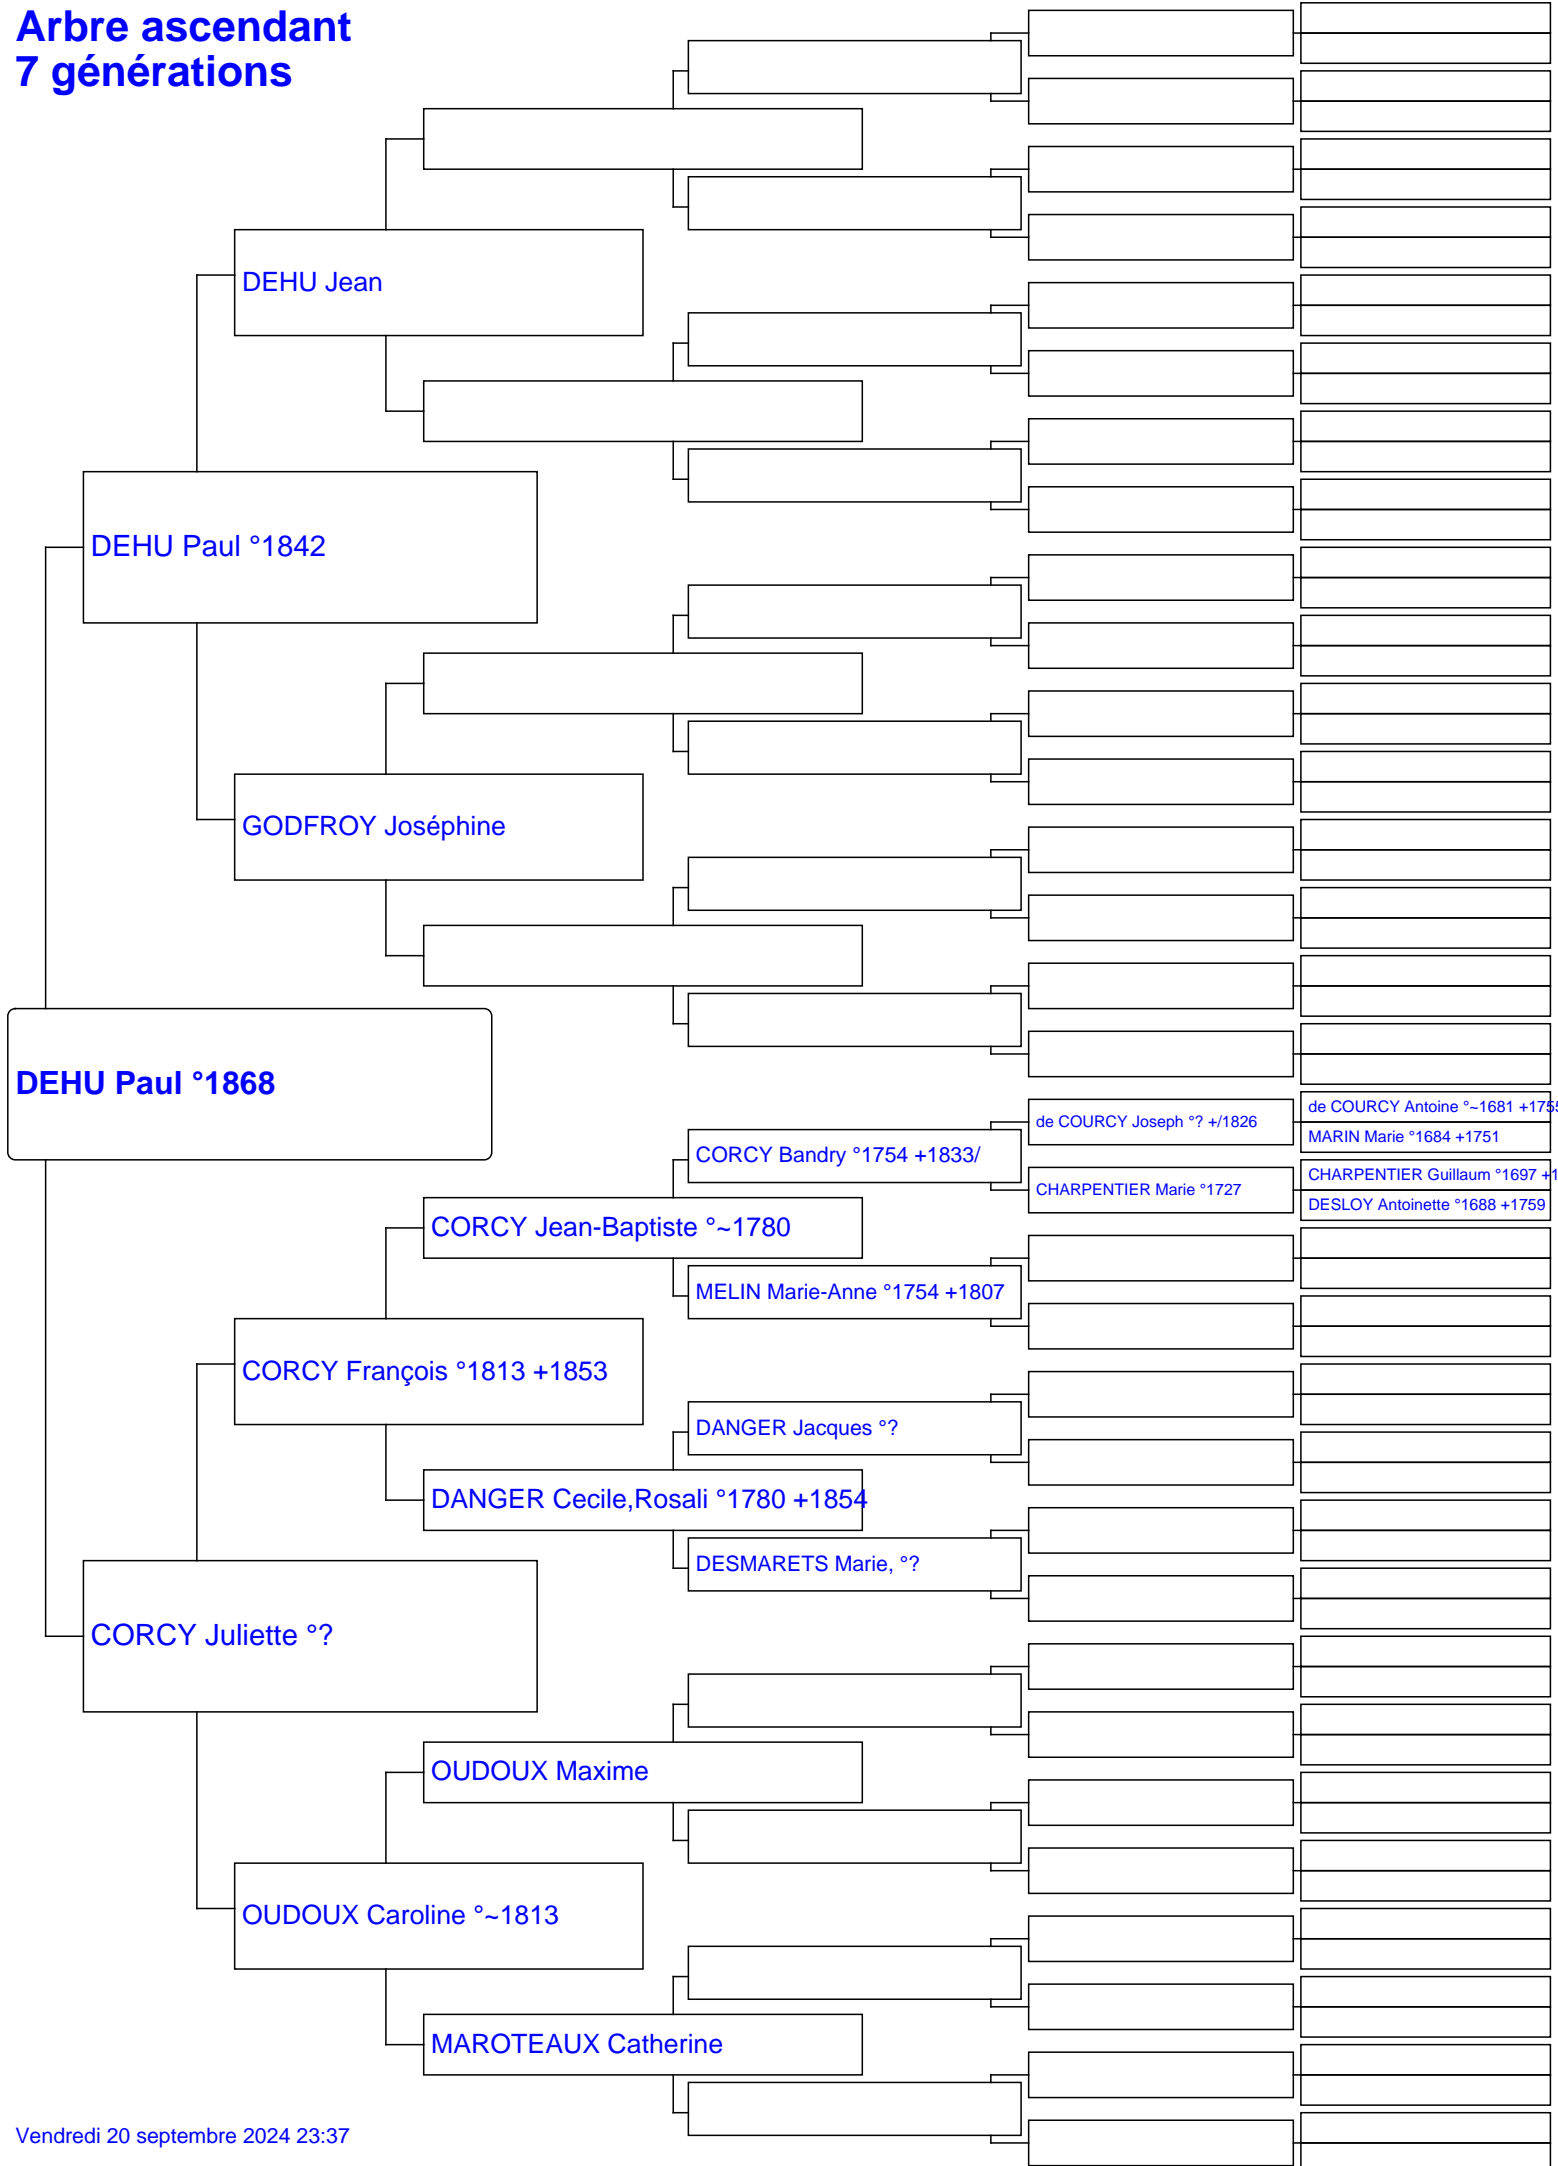 Arbre ascendant
7 générations
DEHU Jean
DEHU Paul °1842
GODFROY Joséphine
DEHU Paul °1868
de COURCY Antoine °~1681 +1755
de COURCY Joseph °? +/1826
MARIN Marie °1684 +1751
CORCY Bandry °1754 +1833/
CHARPENTIER Guillaum °1697 +1
CHARPENTIER Marie °1727
DESLOY Antoinette °1688 +1759
CORCY Jean-Baptiste °~1780
MELIN Marie-Anne °1754 +1807
CORCY François °1813 +1853
DANGER Jacques °?
DANGER Cecile,Rosali °1780 +1854
DESMARETS Marie, °?
CORCY Juliette °?
OUDOUX Maxime
OUDOUX Caroline °~1813
MAROTEAUX Catherine
Vendredi 20 septembre 2024 23:37